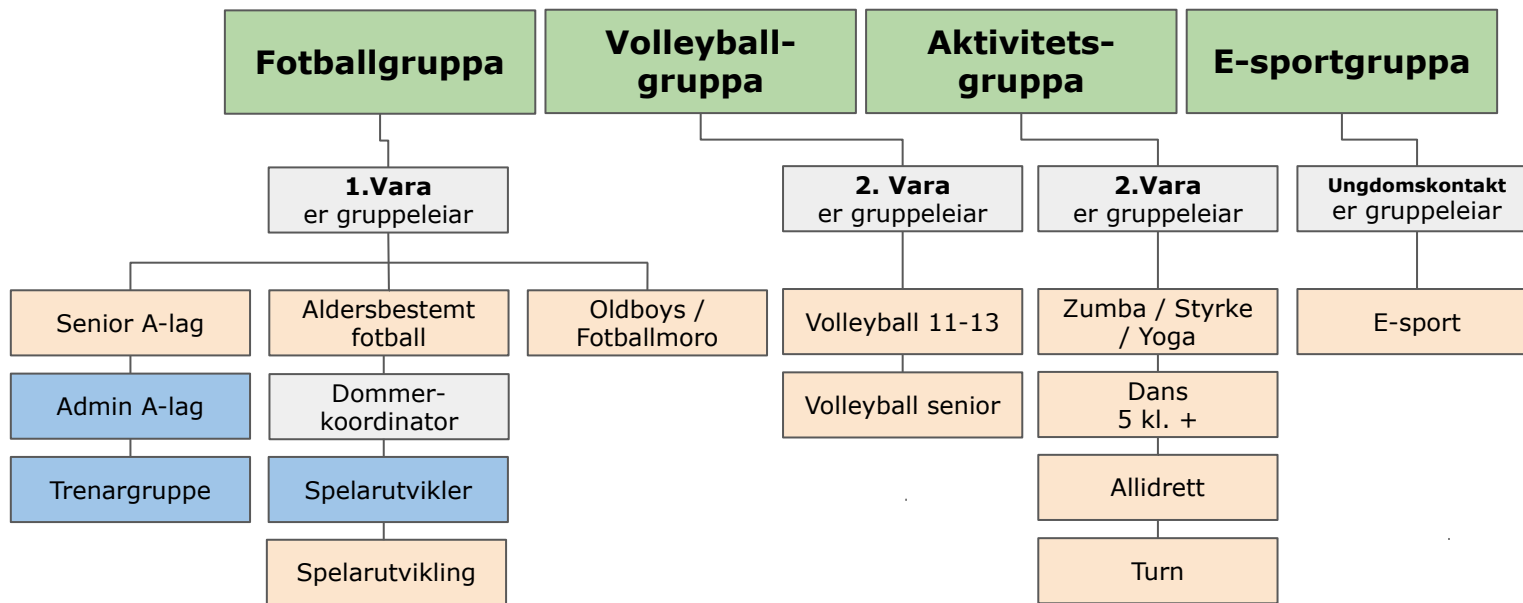 Fotballgruppa
Volleyball-
gruppa
Aktivitets-
gruppa
E-sportgruppa
1.Vara
er gruppeleiar
2. Vara
er gruppeleiar
2.Vara
er gruppeleiar
Ungdomskontakt
er gruppeleiar
Senior A-lag
Aldersbestemt
fotball
Oldboys /
Fotballmoro
Volleyball 11-13
Zumba / Styrke
/ Yoga
E-sport
Admin A-lag
Dommer-
koordinator
Volleyball senior
Dans
5 kl. +
Trenargruppe
Spelarutvikler
Allidrett
Spelarutvikling
Turn